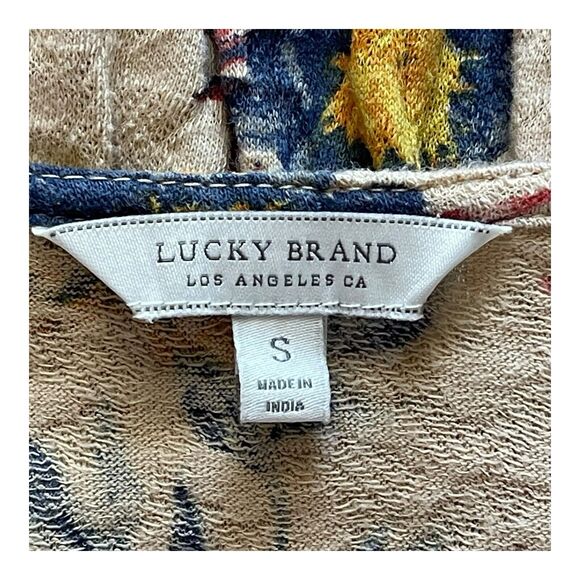 LUCKY BRAND
LOS ANGELES CA
S
MADE IN
INDIA